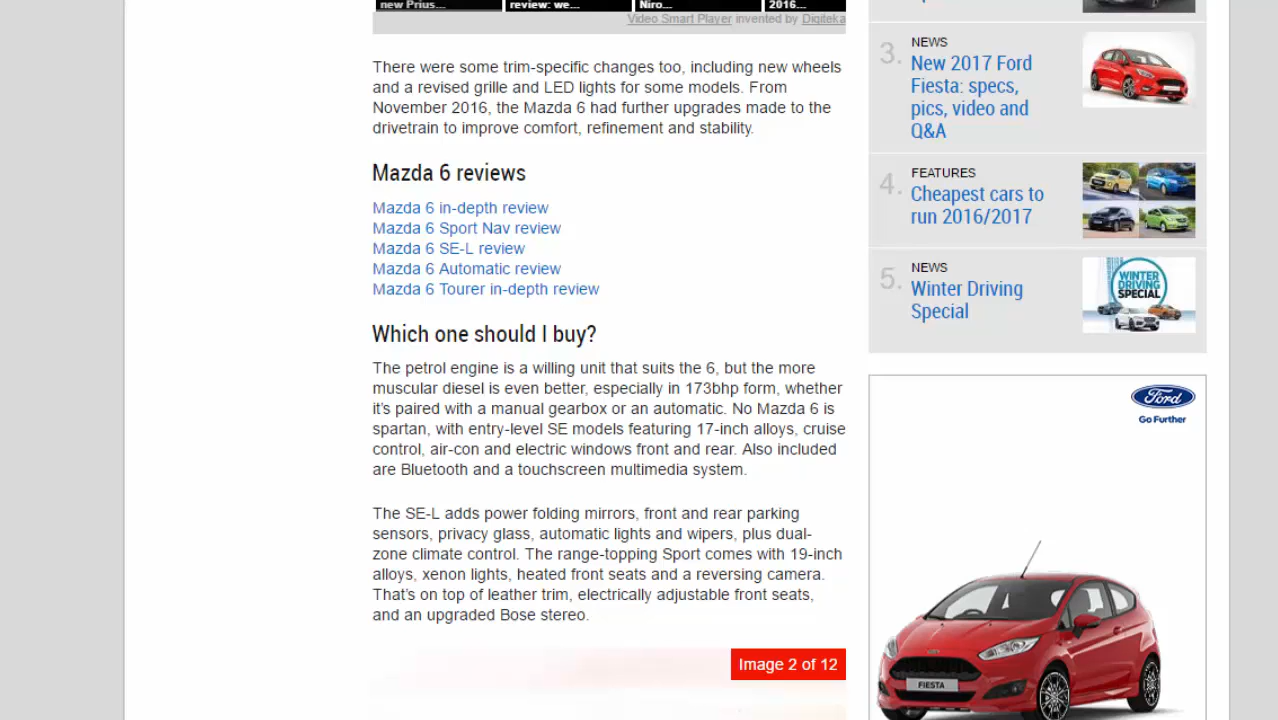 new Prius...
review: we...
Niro...
2016...
Video Smart Player invented by Digiteka
There were some trim-specific changes too, including new wheels
and a revised grille and LED lights for some models. From
November 2016, the Mazda 6 had further upgrades made to the
drivetrain to improve comfort, refinement and stability.
Mazda 6 reviews
Mazda 6 in-depth review
Mazda 6 Sport Nav review
Mazda 6 SE-L review
Mazda 6 Automatic review
Mazda 6 Tourer in-depth review
Which one should I buy?
The petrol engine is a willing unit that suits the 6, but the more
muscular diesel is even better, especially in 173bhp form, whether
it's paired with a manual gearbox or an automatic. No Mazda 6 is
spartan, with entry-level SE models featuring 17-inch alloys, cruise
control, air-con and electric windows front and rear. Also included
are Bluetooth and a touchscreen multimedia system.
The SE-L adds power folding mirrors, front and rear parking
sensors, privacy glass, automatic lights and wipers, plus dual-
zone climate control. The range-topping Sport comes with 19-inch
alloys, xenon lights, heated front seats and a reversing camera.
That's on top of leather trim, electrically adjustable front seats,
and an upgraded Bose stereo.
Image 2 of 12
3.
NEWS
New 2017 Ford
Fiesta: specs,
pics, video and
Q&A
4.
FEATURES
Cheapest cars to
run 2016/2017
5.
NEWS
Winter Driving
Special
WINTER
DRIVING
SPECIAL
Ford
Go Further
FIESTA